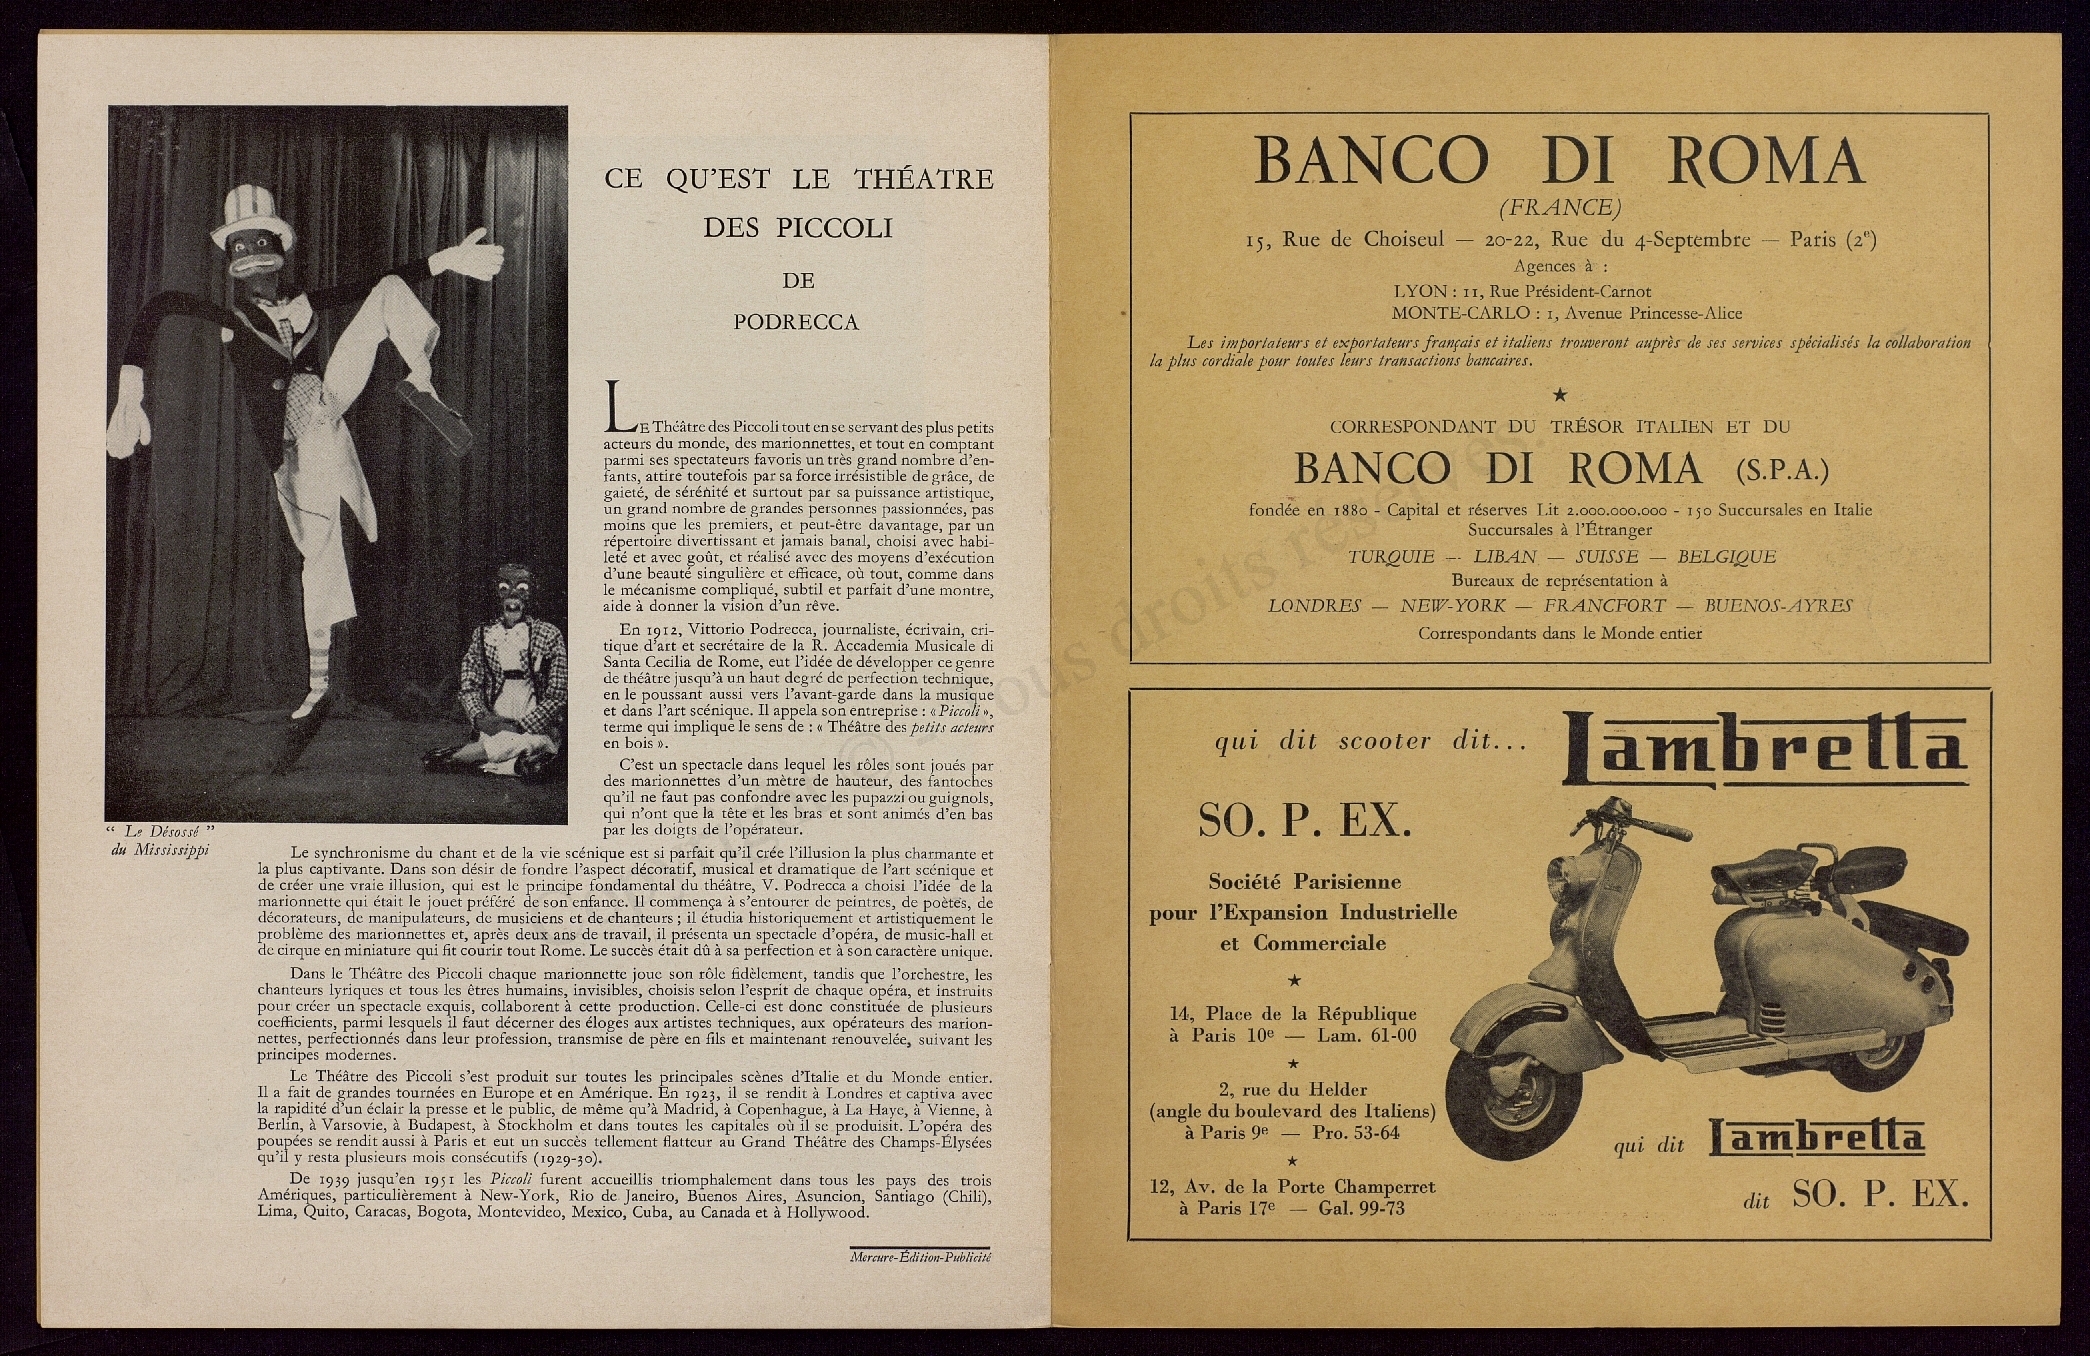 CE QU'EST LE THÉATRE
DES PICCOLI
DE
PODRECCA
LE Théâtre des Piccoli tout en se servant des plus petits
acteurs du monde, des marionnettes, et tout en comptant
parmi ses spectateurs favoris un très grand nombre d'en-
fants, attire toutefois par sa force irrésistible de grâce, de
gaieté, de sérénité et surtout par sa puissance artistique,
un grand nombre de grandes personnes passionnées, pas
moins que les premiers, et peut-être davantage, par un
répertoire divertissant et jamais banal, choisi avec habi-
leté et avec goût, et réalisé avec des moyens d'exécution
d'une beauté singulière et efficace, où tout, comme dans
le mécanisme compliqué, subtil et parfait d'une montre,
aide à donner la vision d'un rêve.
En 1912, Vittorio Podrecca, journaliste, écrivain, cri-
tique d'art et secrétaire de la R. Accademia Musicale di
Santa Cecilia de Rome, eut l'idée de développer ce genre
de théâtre jusqu'à un haut degré de perfection technique,
en le poussant aussi vers l'avant-garde dans la musique
et dans l'art scénique. Il appela son entreprise : « Piccoli »,
terme qui implique le sens de : « Théâtre des petits acteurs
en bois ».
C'est un spectacle dans lequel les rôles sont joués par
des marionnettes d'un mètre de hauteur, des fantoches
qu'il ne faut pas confondre avec les pupazzi ou guignols,
qui n'ont que la tête et les bras et sont animés d'en bas
par les doigts de l'opérateur.
“ Le Désossé ”
du Mississippi
Le synchronisme du chant et de la vie scénique est si parfait qu'il crée l'illusion la plus charmante et
la plus captivante. Dans son désir de fondre l'aspect décoratif, musical et dramatique de l'art scénique et
de créer une vraie illusion, qui est le principe fondamental du théâtre, V. Podrecca a choisi l'idée de la
marionnette qui était le jouet préféré de son enfance. Il commença à s'entourer de peintres, de poètes, de
décorateurs, de manipulateurs, de musiciens et de chanteurs ; il étudia historiquement et artistiquement le
problème des marionnettes et, après deux ans de travail, il présenta un spectacle d'opéra, de music-hall et
de cirque en miniature qui fit courir tout Rome. Le succès était dû à sa perfection et à son caractère unique.
Dans le Théâtre des Piccoli chaque marionnette joue son rôle fidèlement, tandis que l'orchestre, les
chanteurs lyriques et tous les êtres humains, invisibles, choisis selon l'esprit de chaque opéra, et instruits
pour créer un spectacle exquis, collaborent à cette production. Celle-ci est donc constituée de plusieurs
coefficients, parmi lesquels il faut décerner des éloges aux artistes techniques, aux opérateurs des marion-
nettes, perfectionnés dans leur profession, transmise de père en fils et maintenant renouvelée, suivant les
principes modernes.
Le Théâtre des Piccoli s'est produit sur toutes les principales scènes d'Italie et du Monde entier.
Il a fait de grandes tournées en Europe et en Amérique. En 1923, il se rendit à Londres et captiva avec
la rapidité d'un éclair la presse et le public, de même qu'à Madrid, à Copenhague, à La Haye, à Vienne, à
Berlin, à Varsovie, à Budapest, à Stockholm et dans toutes les capitales où il se produisit. L'opéra des
poupées se rendit aussi à Paris et eut un succès tellement flatteur au Grand Théâtre des Champs-Élysées
qu'il y resta plusieurs mois consécutifs (1929-30).
De 1939 jusqu'en 1951 les Piccoli furent accueillis triomphalement dans tous les pays des trois
Amériques, particulièrement à New-York, Rio de Janeiro, Buenos Aires, Asuncion, Santiago (Chili),
Lima, Quito, Caracas, Bogota, Montevideo, Mexico, Cuba, au Canada et à Hollywood.
Mercure-Édition-Publicité
BANCO DI ROMA
(FRANCE)
15, Rue de Choiseul — 20-22, Rue du 4-Septembre — Paris (2e)
Agences à :
LYON : 11, Rue Président-Carnot
MONTE-CARLO : 1, Avenue Princesse-Alice
Les importateurs et exportateurs français et italiens trouveront auprès de ses services spécialisés la collaboration
la plus cordiale pour toutes leurs transactions bancaires.
★
CORRESPONDANT DU TRÉSOR ITALIEN ET DU
BANCO DI ROMA (S.P.A.)
fondée en 1880 - Capital et réserves Lit 2.000.000.000 - 150 Succursales en Italie
Succursales à l'Étranger
TURQUIE — LIBAN — SUISSE — BELGIQUE
Bureaux de représentation à
LONDRES — NEW-YORK — FRANCFORT — BUENOS-AYRES
Correspondants dans le Monde entier
qui dit scooter dit... Lambretta
SO. P. EX.
Société Parisienne
pour l'Expansion Industrielle
et Commerciale
★
14, Place de la République
à Paris 10e — Lam. 61-00
★
2, rue du Helder
(angle du boulevard des Italiens)
à Paris 9e — Pro. 53-64
★
12, Av. de la Porte Champerret
à Paris 17e — Gal. 99-73
qui dit Lambretta
dit SO. P. EX.
© Tous droits réservés.